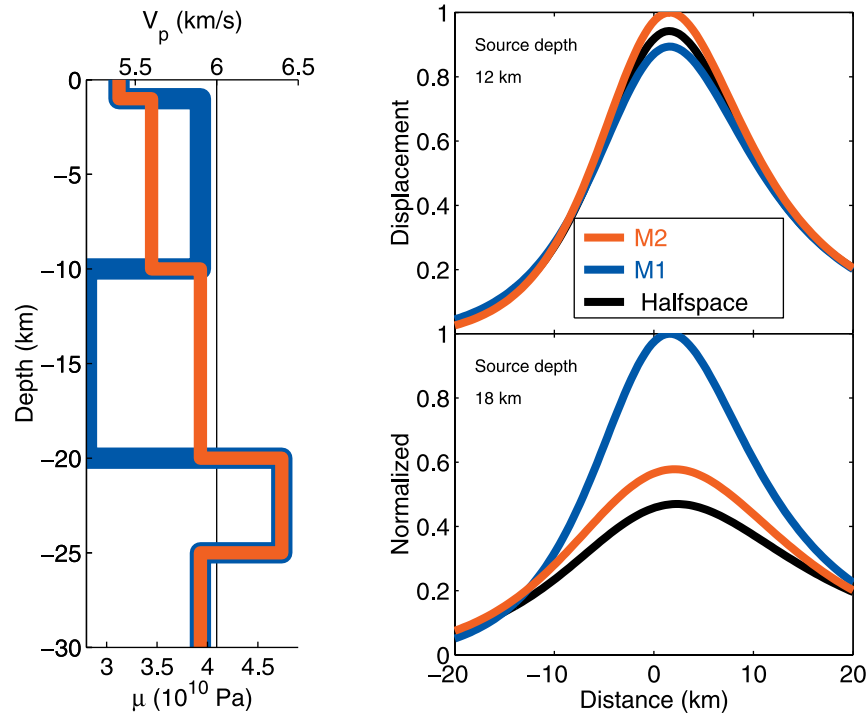 V_p (km/s)
5.6 6 6.5
0
−5
−10
−15
−20
−25
−30
Depth (km)
3 3.5 4 4.5
μ (10^10 Pa)
1
0.8
0.6
0.4
0.2
Displacement
Source depth
12 km
M2
M1
Halfspace
1
0.8
0.6
0.4
0.2
0
Normalized
Source depth
18 km
−20 −10 0 10 20
Distance (km)